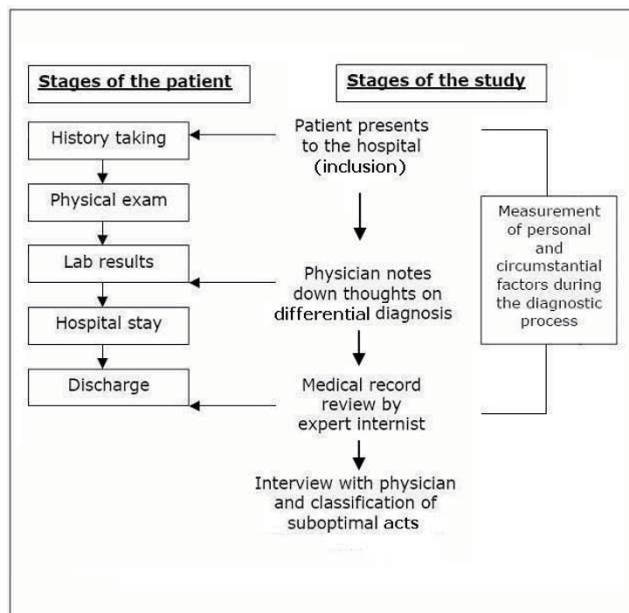 Stages of the patient
History taking
Physical exam
Lab results
Hospital stay
Discharge
Stages of the study
Patient presents
to the hospital
(inclusion)
Physician notes
down thoughts on
differential diagnosis
Medical record
review by
expert internist
Interview with physician
and classification of
suboptimal acts
Measurement
of personal
and
circumstantial
factors during
the diagnostic
process